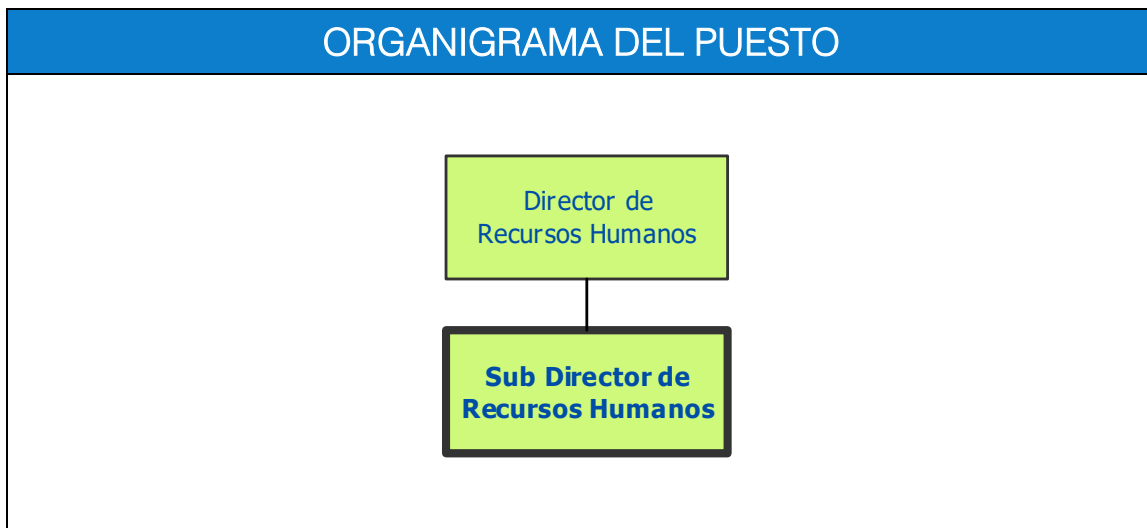 ORGANIGRAMA DEL PUESTO
Director de
Recursos Humanos
Sub Director de
Recursos Humanos